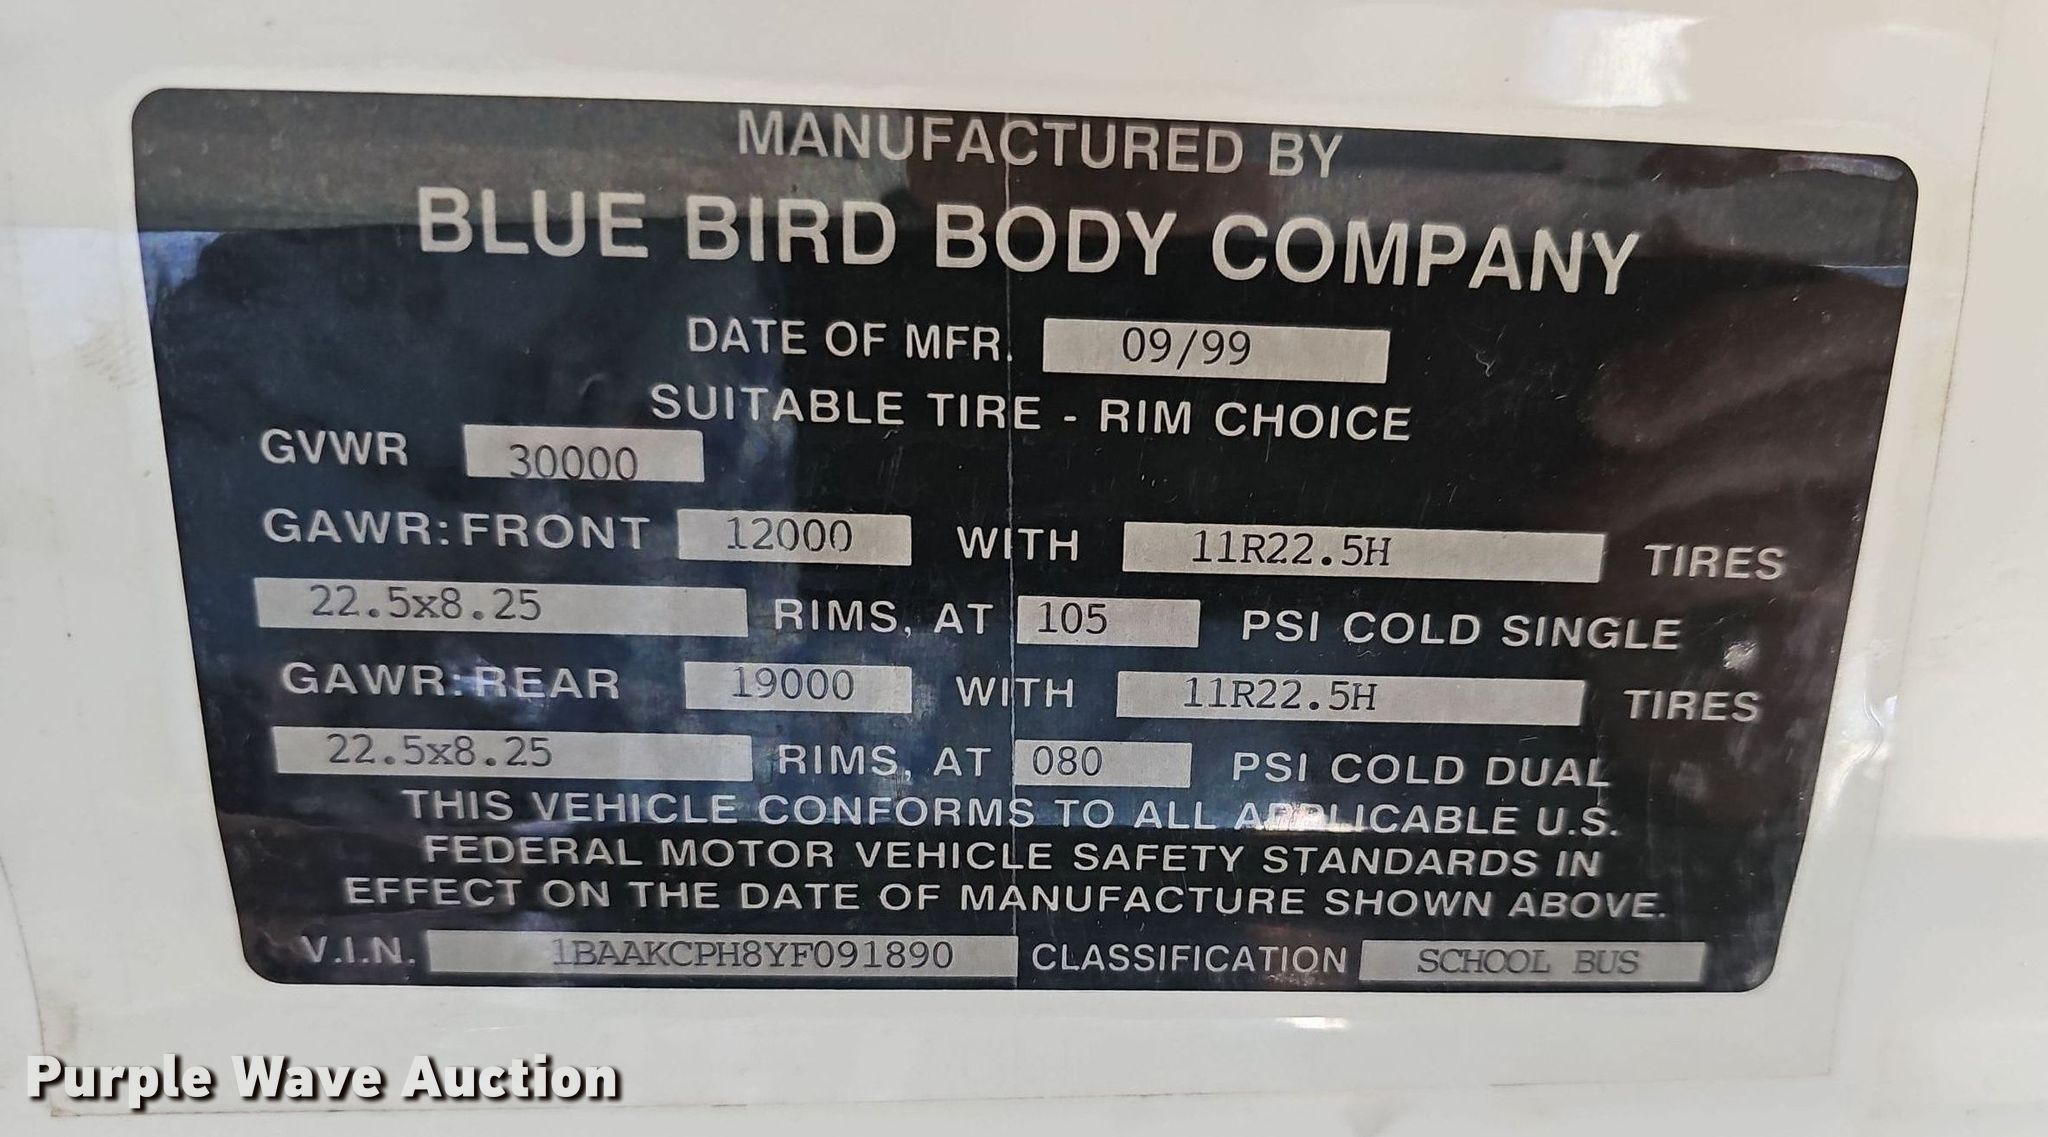 MANUFACTURED BY
BLUE BIRD BODY COMPANY
DATE OF MFR. 09/99
SUITABLE TIRE - RIM CHOICE
GVWR 30000
GAWR: FRONT 12000 WITH 11R22.5H TIRES
22.5x8.25 RIMS, AT 105 PSI COLD SINGLE
GAWR: REAR 19000 WITH 11R22.5H TIRES
22.5x8.25 RIMS, AT 080 PSI COLD DUAL
THIS VEHICLE CONFORMS TO ALL APPLICABLE U.S.
FEDERAL MOTOR VEHICLE SAFETY STANDARDS IN
EFFECT ON THE DATE OF MANUFACTURE SHOWN ABOVE.
V.I.N. 1BAAKCPH8YF091890 CLASSIFICATION SCHOOL BUS
Purple Wave Auction